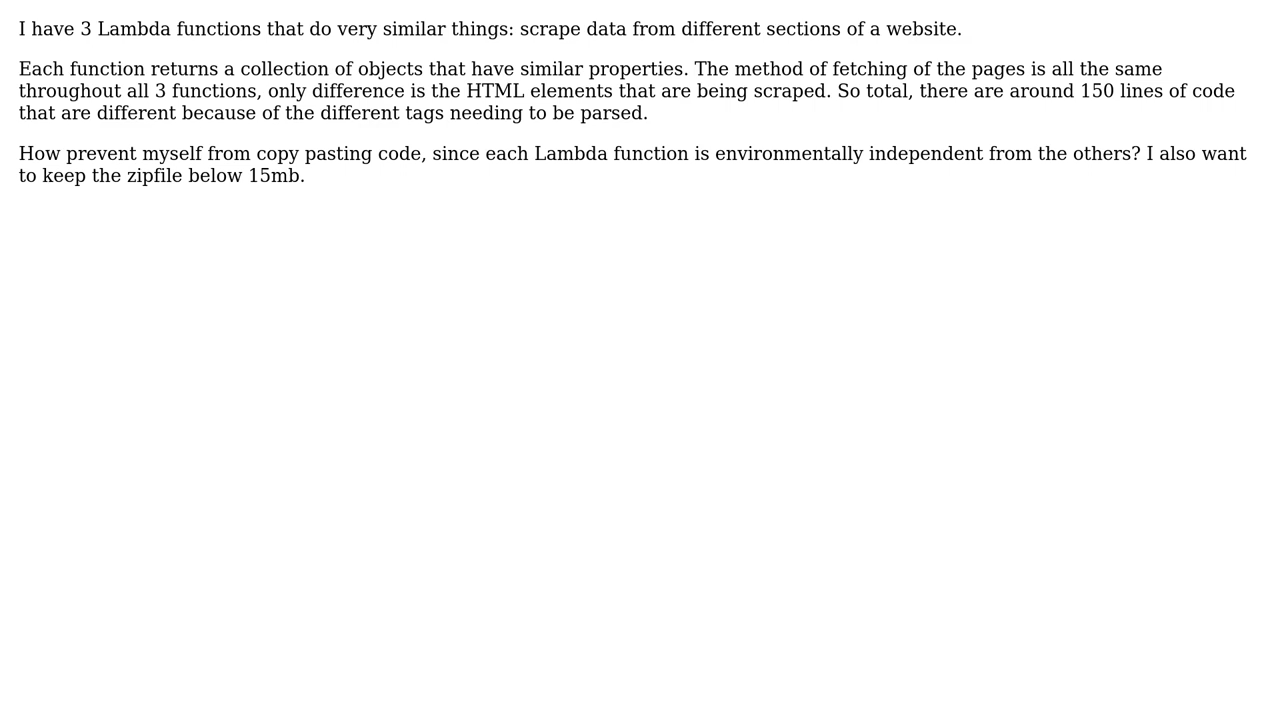 I have 3 Lambda functions that do very similar things: scrape data from different sections of a website.
Each function returns a collection of objects that have similar properties. The method of fetching of the pages is all the same
throughout all 3 functions, only difference is the HTML elements that are being scraped. So total, there are around 150 lines of code
that are different because of the different tags needing to be parsed.
How prevent myself from copy pasting code, since each Lambda function is environmentally independent from the others? I also want
to keep the zipfile below 15mb.